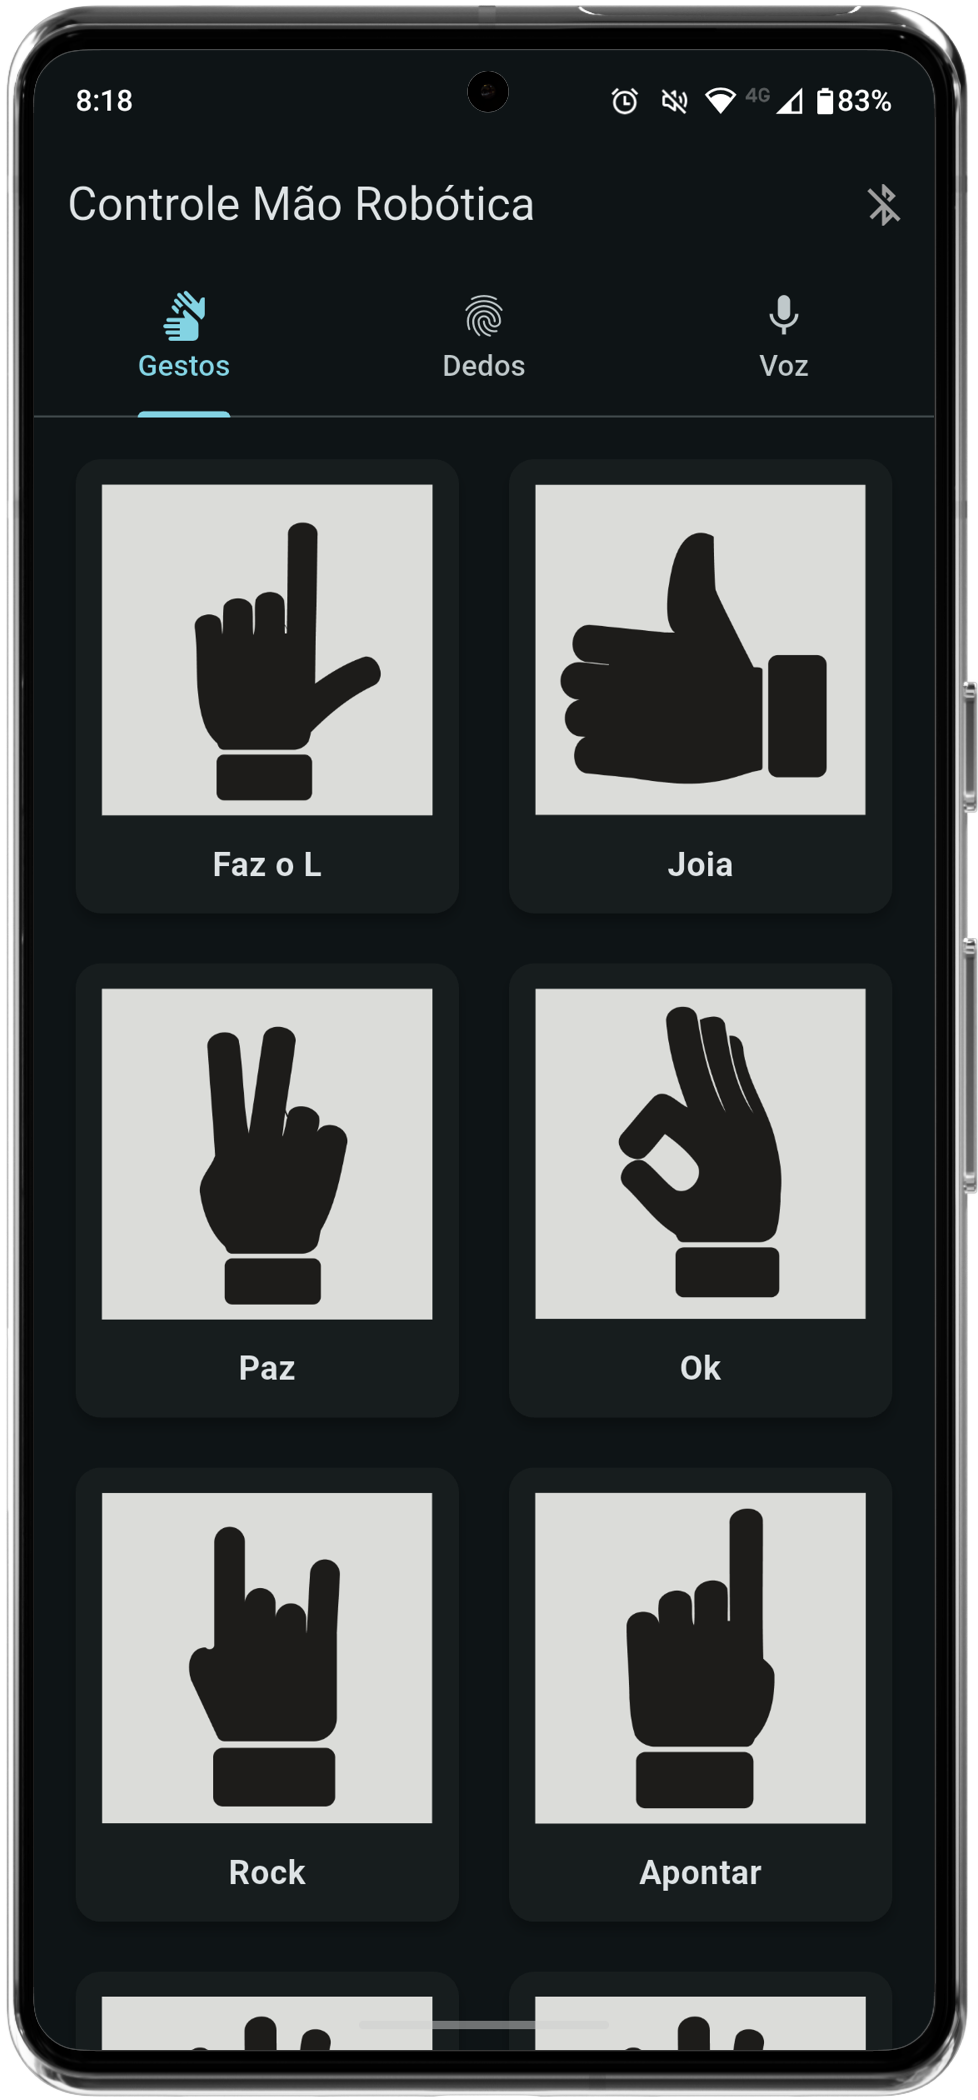 8:18
4G
83%
Controle Mão Robótica
Gestos
Dedos
Voz
Faz o L
Joia
Paz
Ok
Rock
Apontar